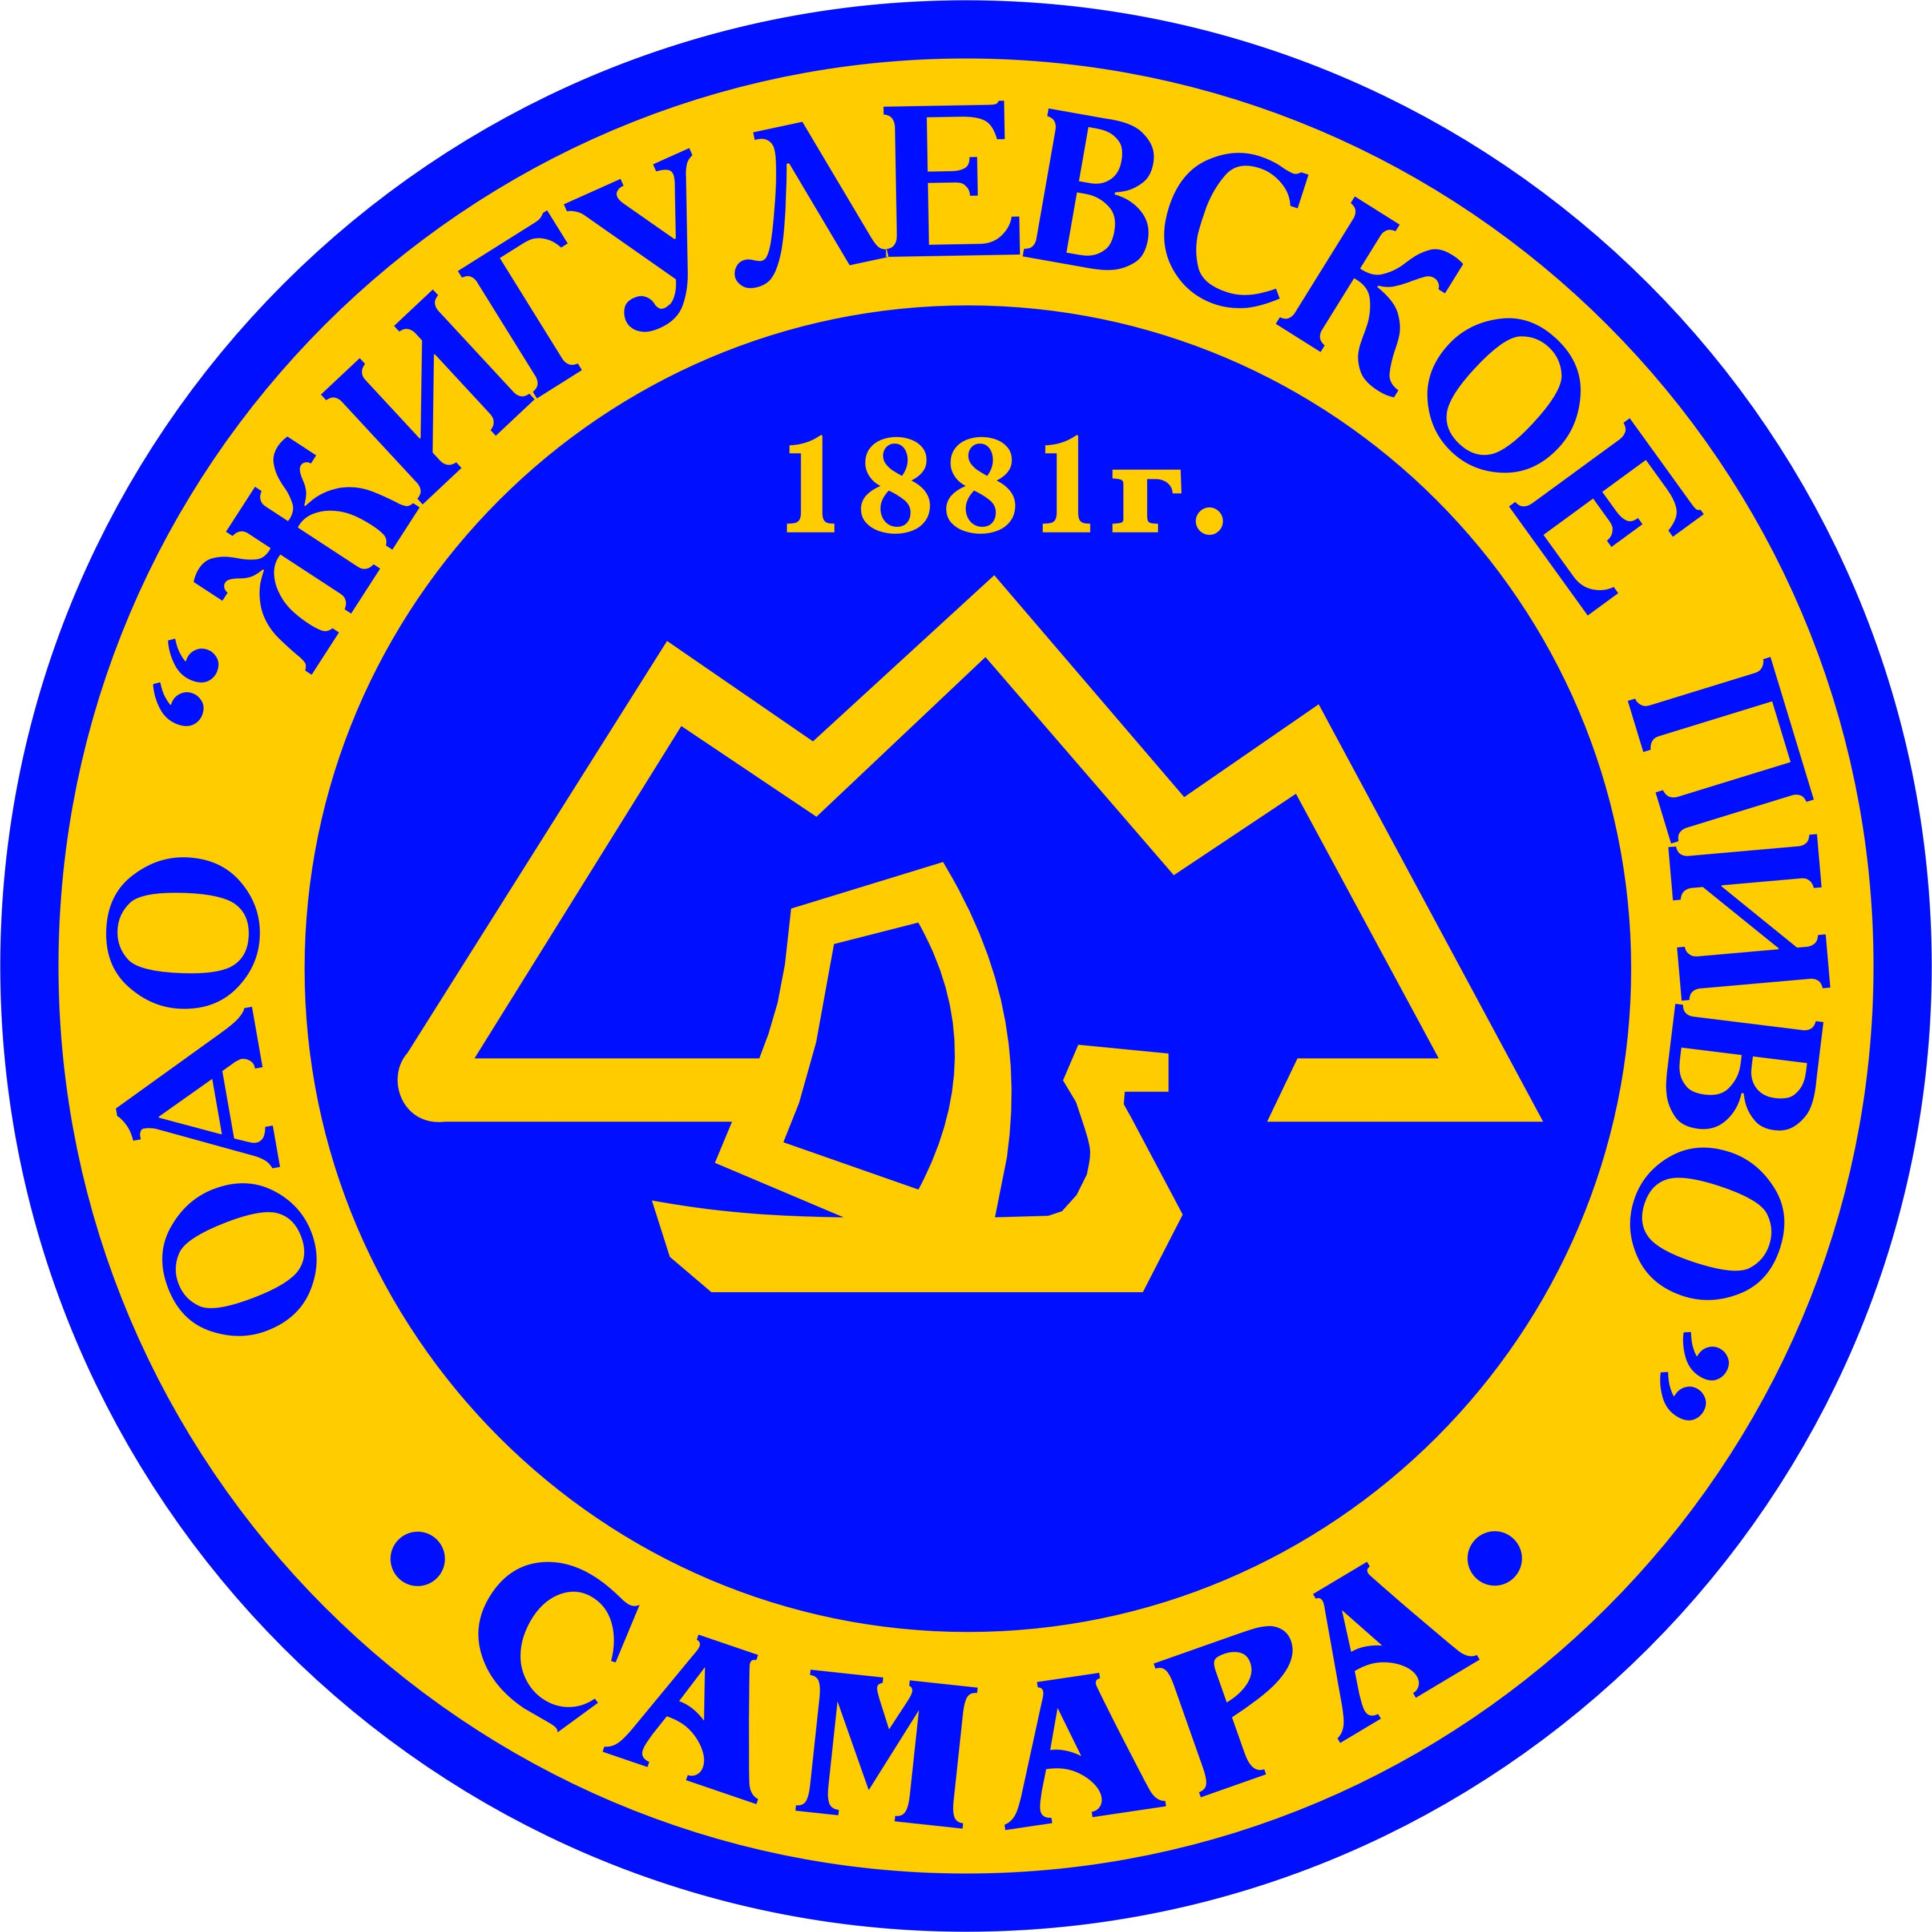 ОАО “ЖИГУЛЕВСКОЕ ПИВО”
1881г.
• САМАРА •